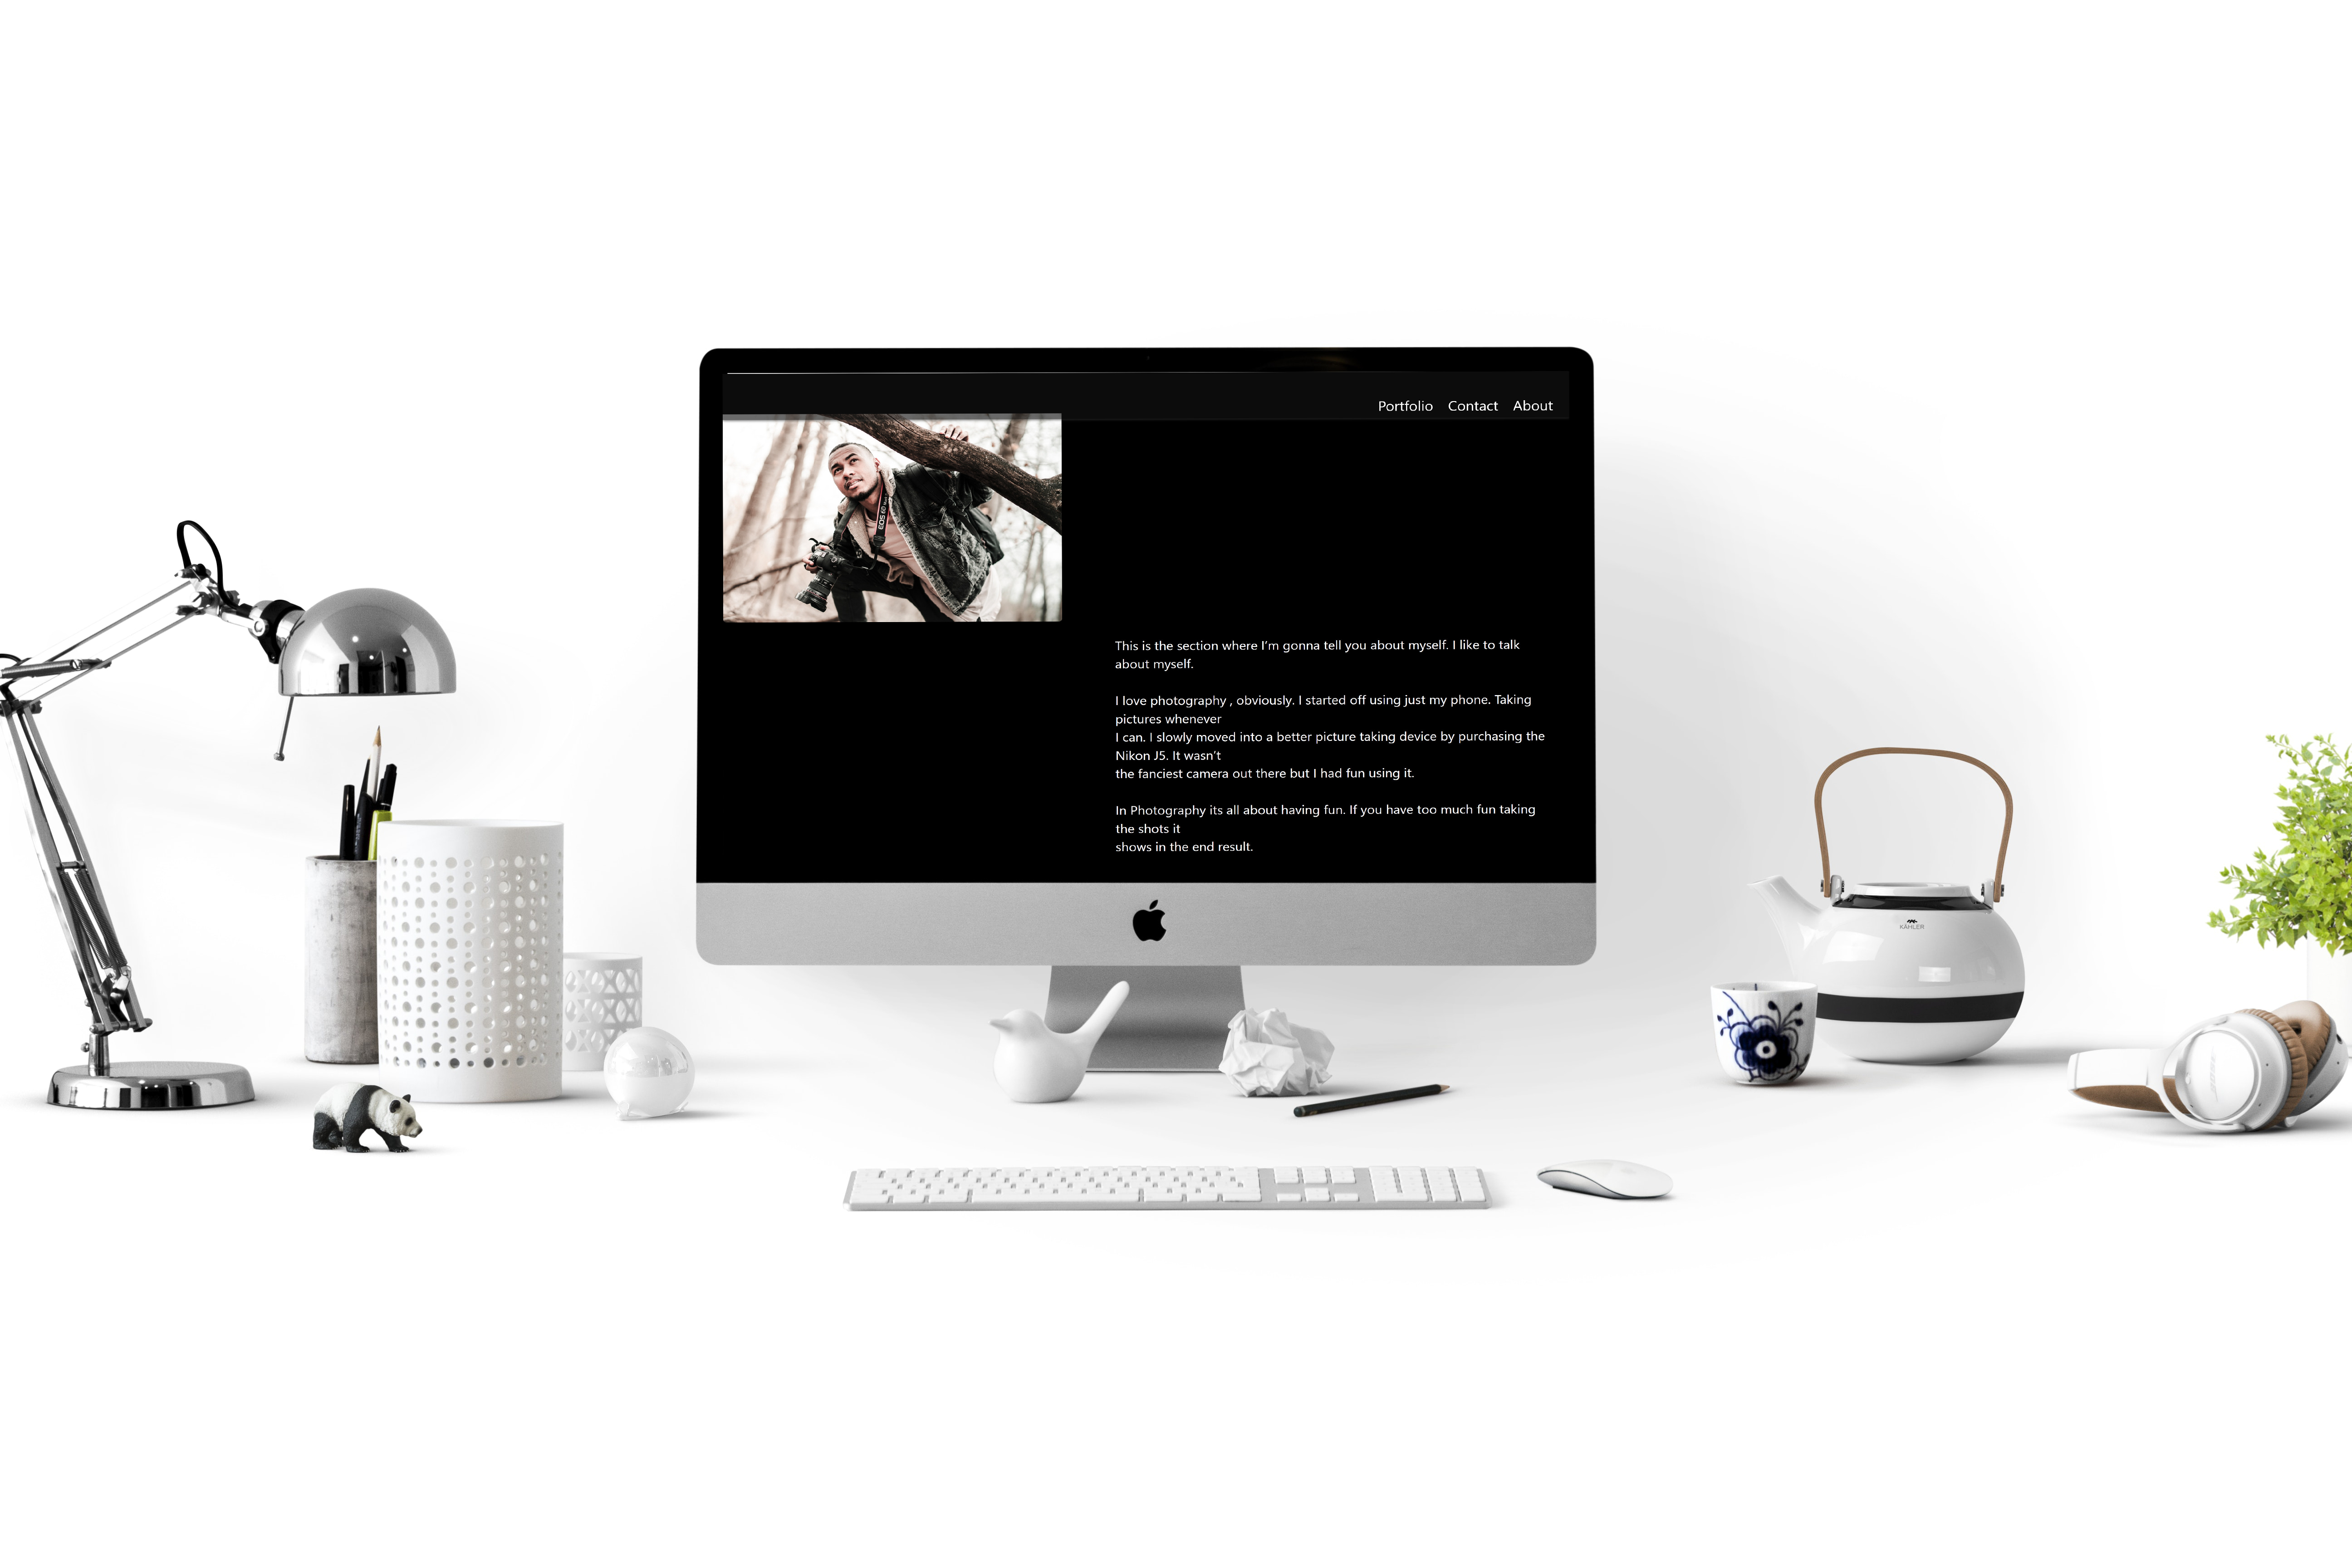 Portfolio Contact About
This is the section where I'm gonna tell you about myself. I like to talk
about myself.
I love photography , obviously. I started off using just my phone. Taking
pictures whenever
I can. I slowly moved into a better picture taking device by purchasing the
Nikon J5. It wasn't
the fanciest camera out there but I had fun using it.
In Photography its all about having fun. If you have too much fun taking
the shots it
shows in the end result.
KÄHLER